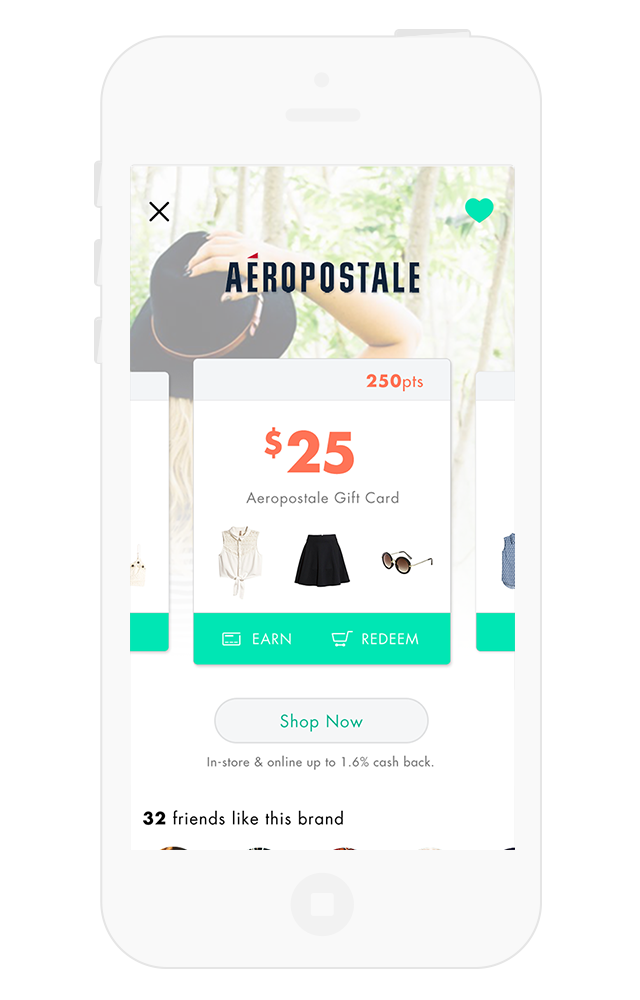 AÉROPOSTALE
250pts
$25
Aeropostale Gift Card
EARN REDEEM
Shop Now
In-store & online up to 1.6% cash back.
32 friends like this brand